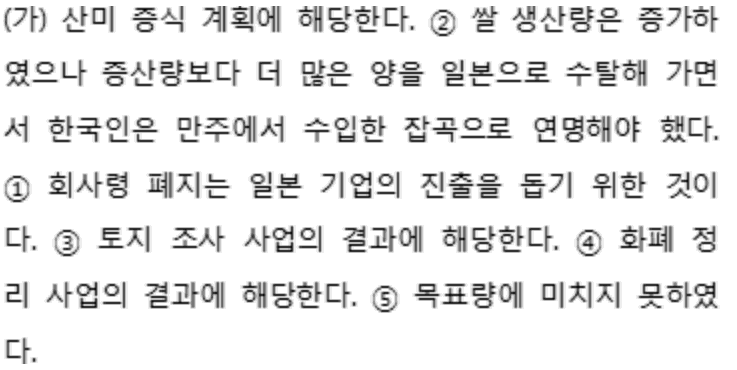 (가) 산미 증식 계획에 해당한다. ② 쌀 생산량은 증가하
였으나 증산량보다 더 많은 양을 일본으로 수탈해 가면
서 한국인은 만주에서 수입한 잡곡으로 연명해야 했다.
① 회사령 폐지는 일본 기업의 진출을 돕기 위한 것이
다. ③ 토지 조사 사업의 결과에 해당한다. ④ 화폐 정
리 사업의 결과에 해당한다. ⑤ 목표량에 미치지 못하였
다.